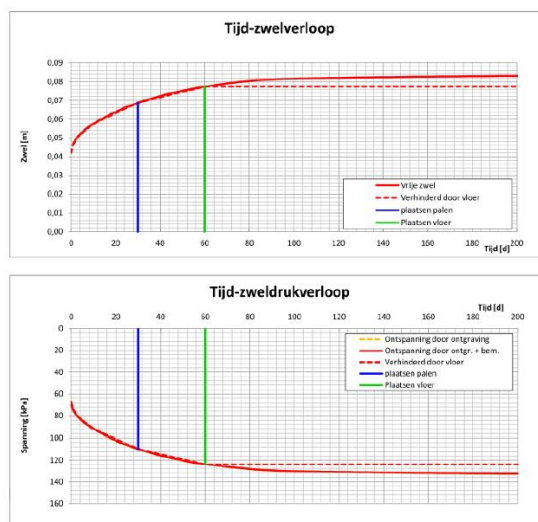 Tijd-zwelverloop
0,09
0,08
0,07
0,06
0,05
0,04
0,03
0,02
0,01
0,00
Zwel [m]
Vrije zwel
Verhinderd door vloer
plaatsen palen
Plaatsen vloer
0 20 40 60 80 100 120 140 160 180 200
Tijd [d]
Tijd-zweldrukverloop
Tijd [d]
0 20 40 60 80 100 120 140 160 180 200
0
20
40
60
80
100
120
140
160
Spanning [kPa]
Ontspanning door ontgraving
Ontspanning door ontgr. + bem.
Verhinderd door vloer
plaatsen palen
Plaatsen vloer